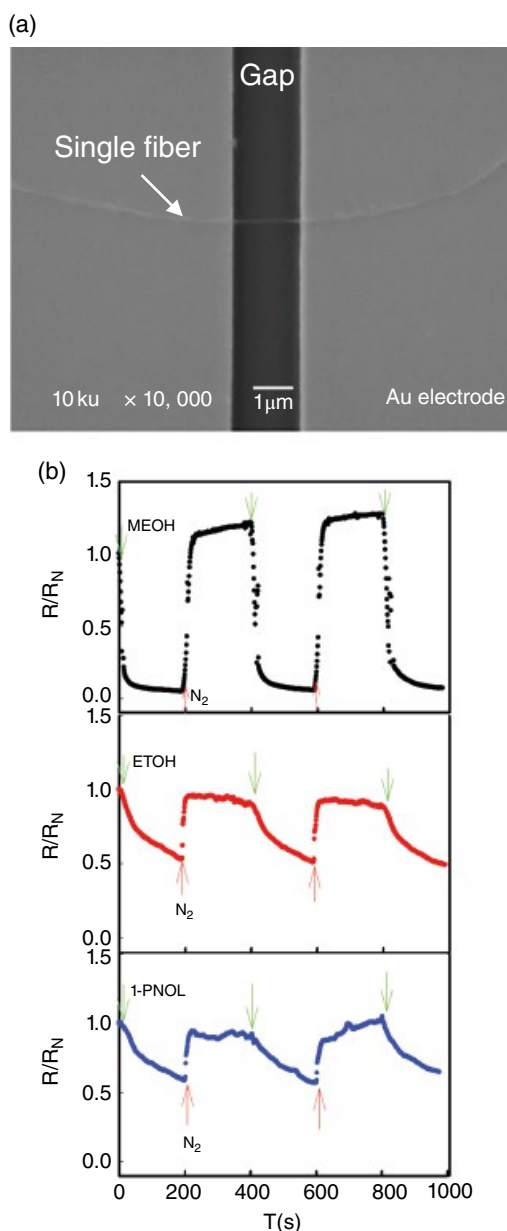 (a)
Gap
Single fiber
10 ku × 10, 000
1μm
Au electrode
(b)
1.5
MEOH
1.0
R/R_N
0.5
0.0
N₂
1.5
ETOH
1.0
R/R_N
0.5
0.0
N₂
1.5
1-PNOL
1.0
R/R_N
0.5
0.0
N₂
0 200 400 600 800 1000
T(s)